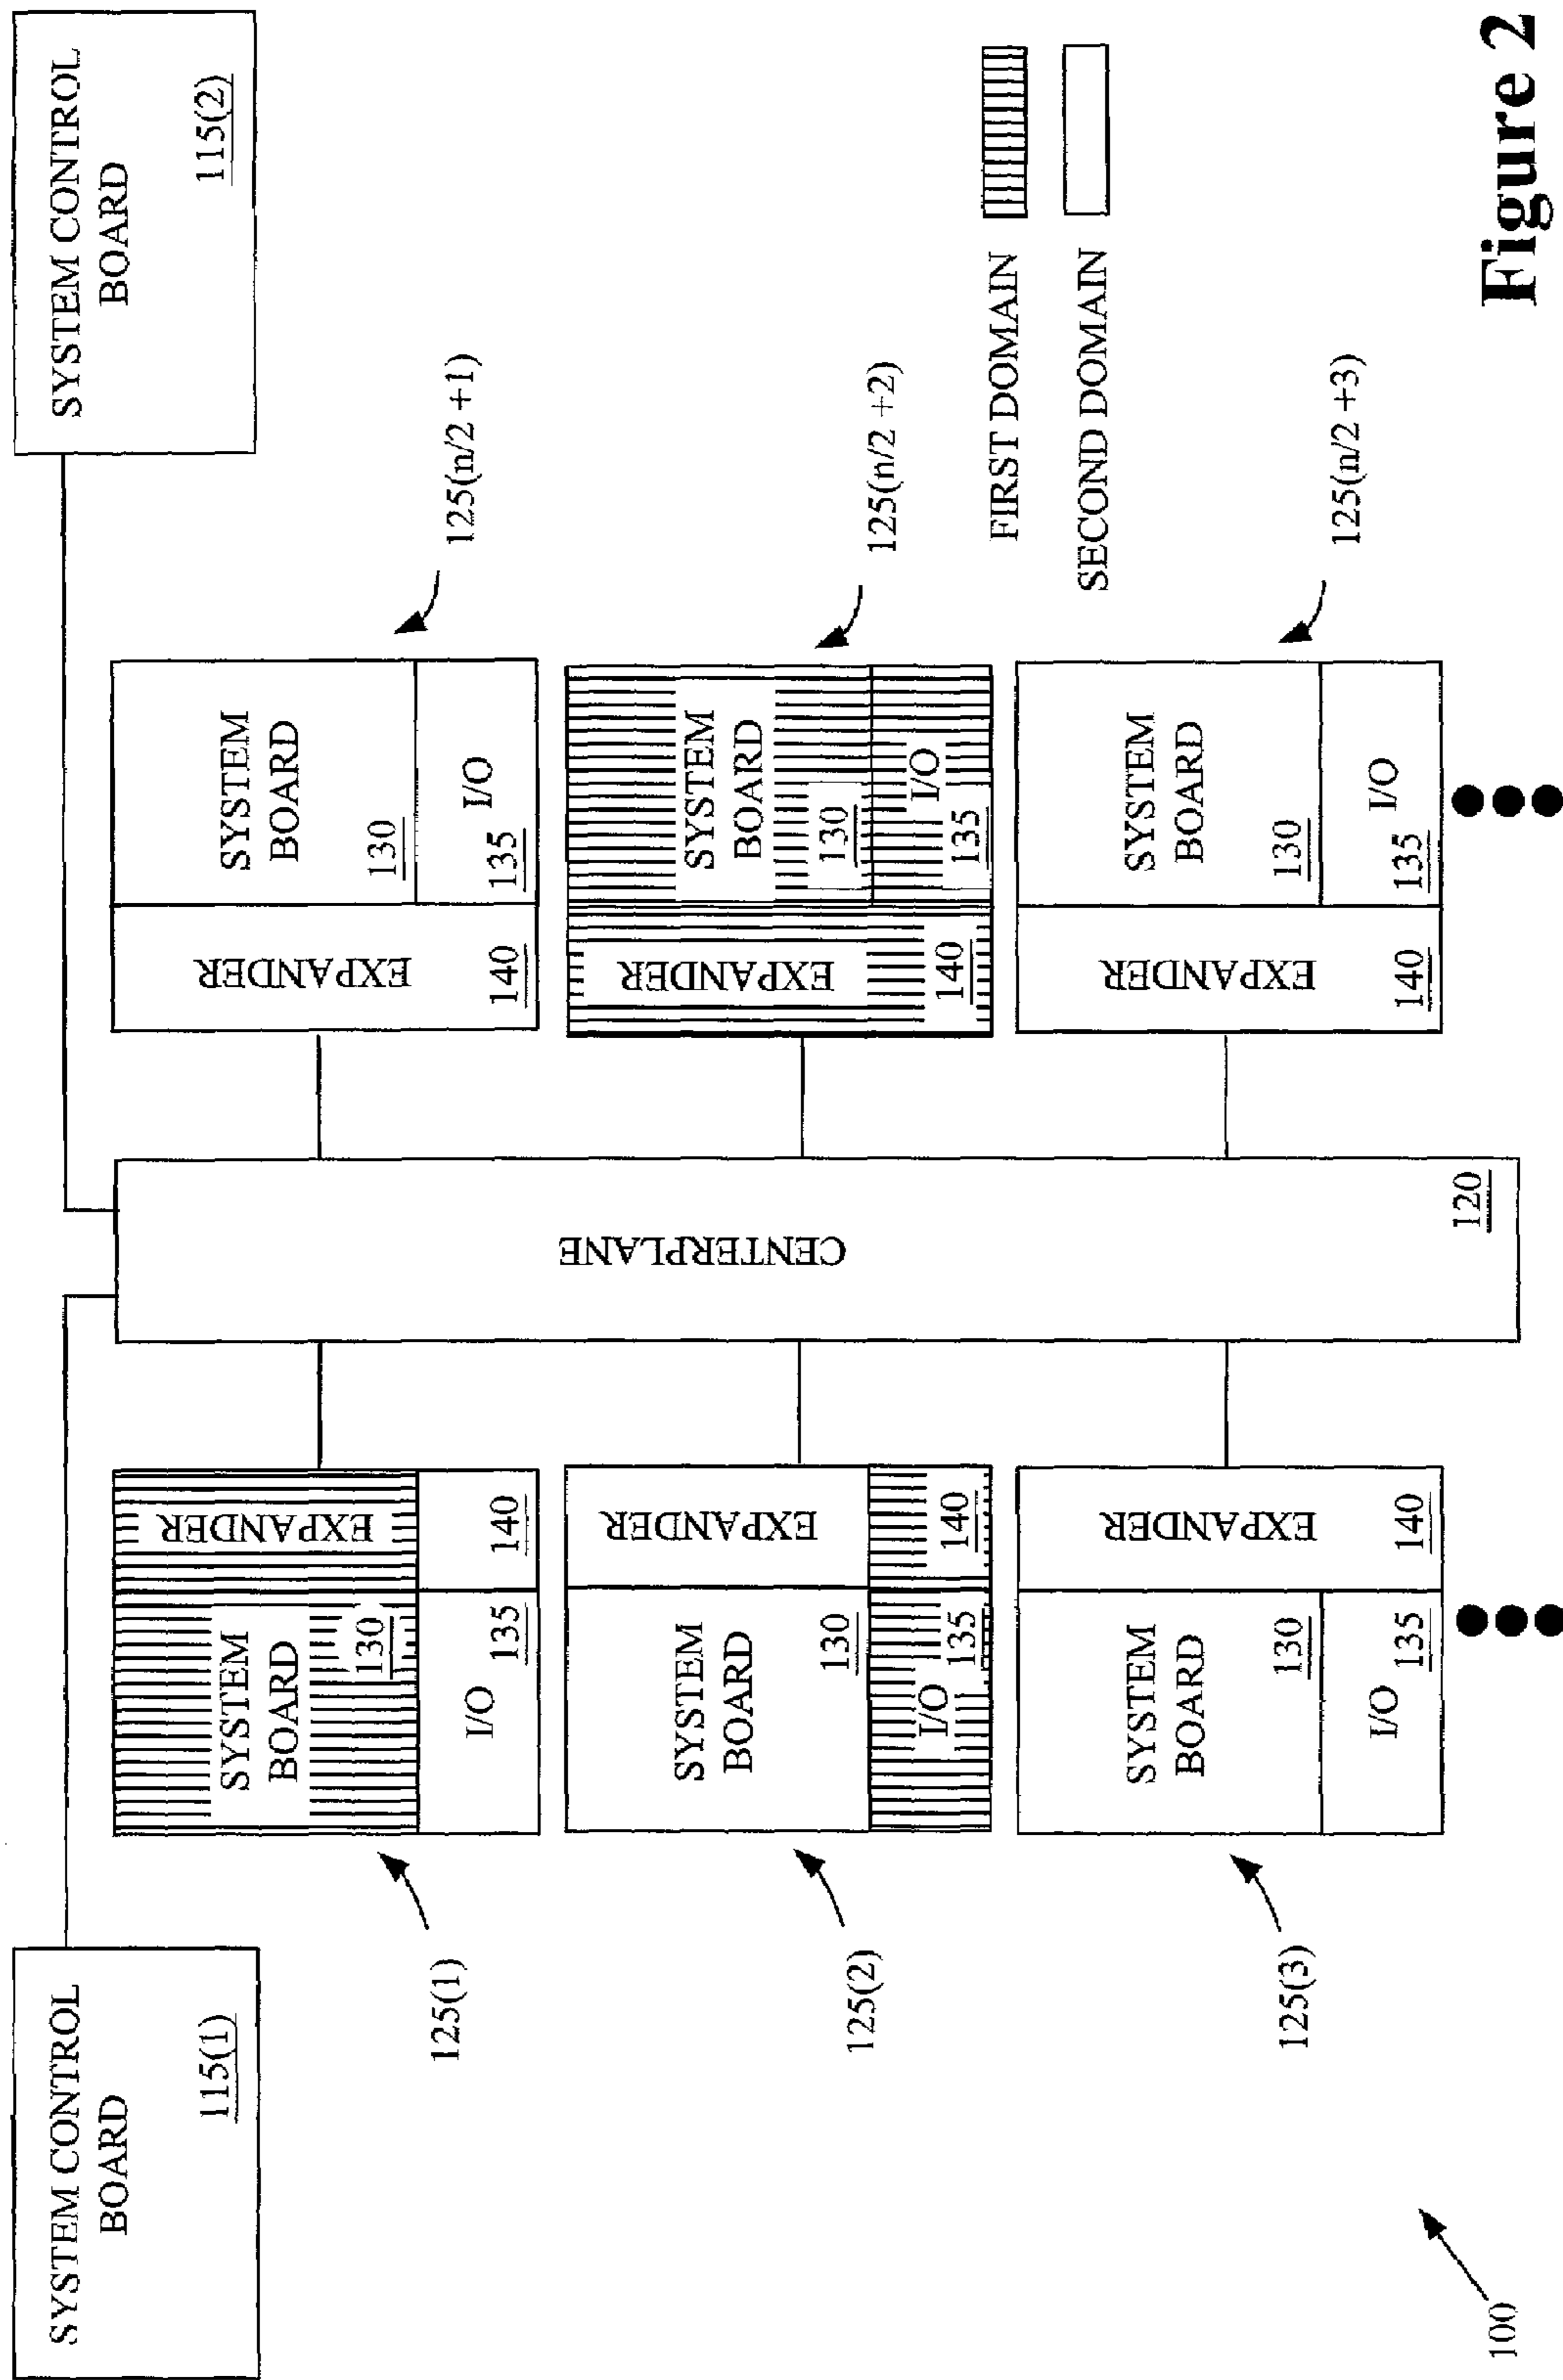 SYSTEM CONTROL
BOARD
115(1)
SYSTEM CONTROL
BOARD
115(2)
125(1)
SYSTEM
BOARD
130
I/O
135
EXPANDER
140
CENTERPLANE
120
EXPANDER
140
SYSTEM
BOARD
130
I/O
135
125(n/2 +1)
125(2)
SYSTEM
BOARD
130
I/O
135
EXPANDER
140
EXPANDER
140
SYSTEM
BOARD
130
I/O
135
125(n/2 +2)
FIRST DOMAIN
SECOND DOMAIN
125(3)
SYSTEM
BOARD
130
I/O
135
EXPANDER
140
EXPANDER
140
SYSTEM
BOARD
130
I/O
135
125(n/2 +3)
100
Figure 2